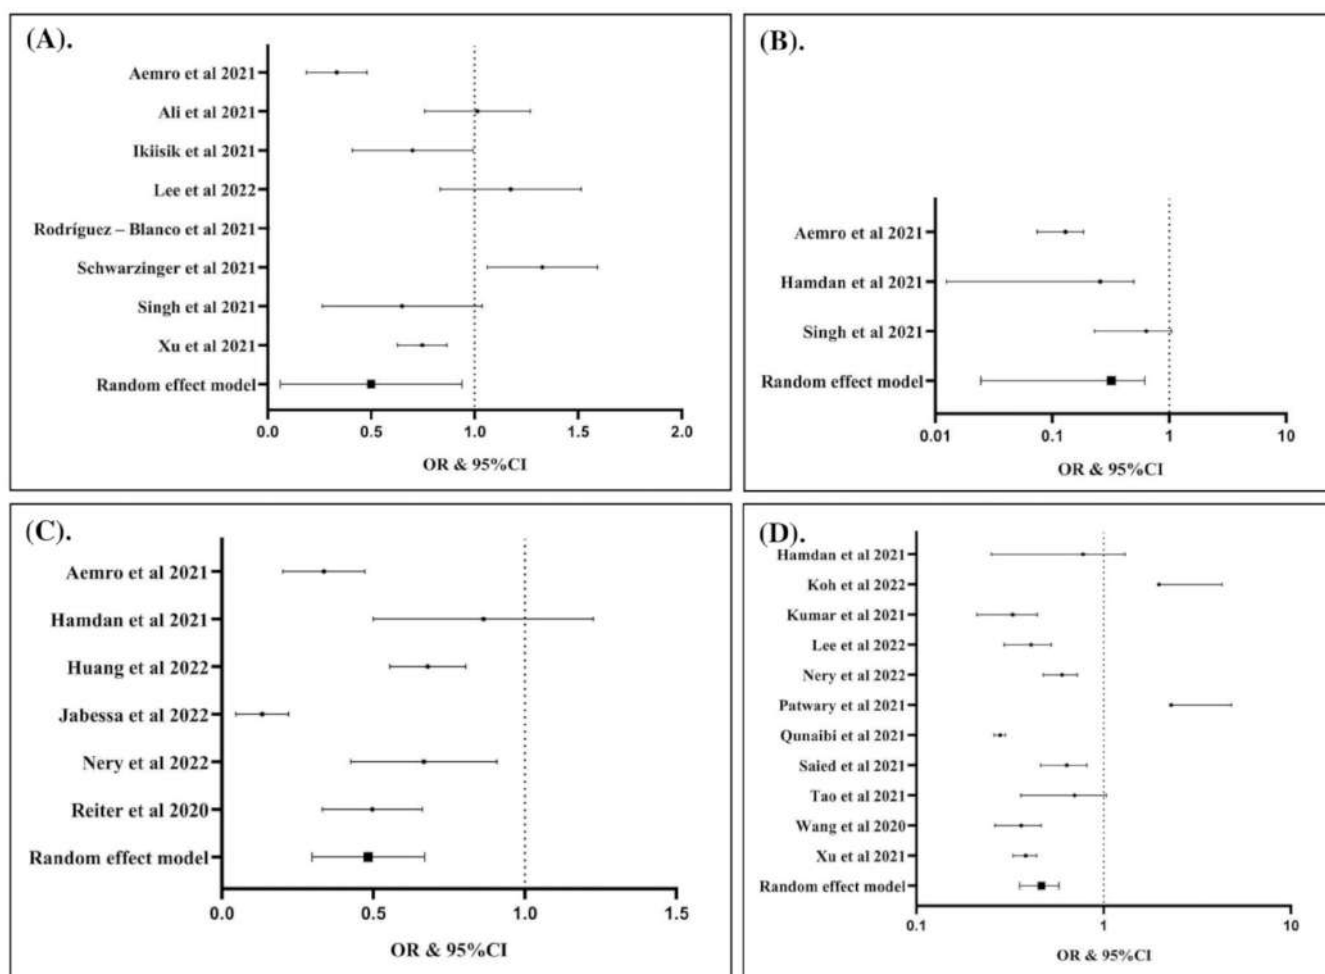 (A).
Aemro et al 2021
Ali et al 2021
Ikiisik et al 2021
Lee et al 2022
Rodríguez – Blanco et al 2021
Schwarzinger et al 2021
Singh et al 2021
Xu et al 2021
Random effect model
0.0 0.5 1.0 1.5 2.0
OR & 95%CI
(B).
Aemro et al 2021
Hamdan et al 2021
Singh et al 2021
Random effect model
0.01 0.1 1 10
OR & 95%CI
(C).
Aemro et al 2021
Hamdan et al 2021
Huang et al 2022
Jabessa et al 2022
Nery et al 2022
Reiter et al 2020
Random effect model
0.0 0.5 1.0 1.5
OR & 95%CI
(D).
Hamdan et al 2021
Koh et al 2022
Kumar et al 2021
Lee et al 2022
Nery et al 2022
Patwary et al 2021
Qunaibi et al 2021
Saied et al 2021
Tao et al 2021
Wang et al 2020
Xu et al 2021
Random effect model
0.1 1 10
OR & 95%CI